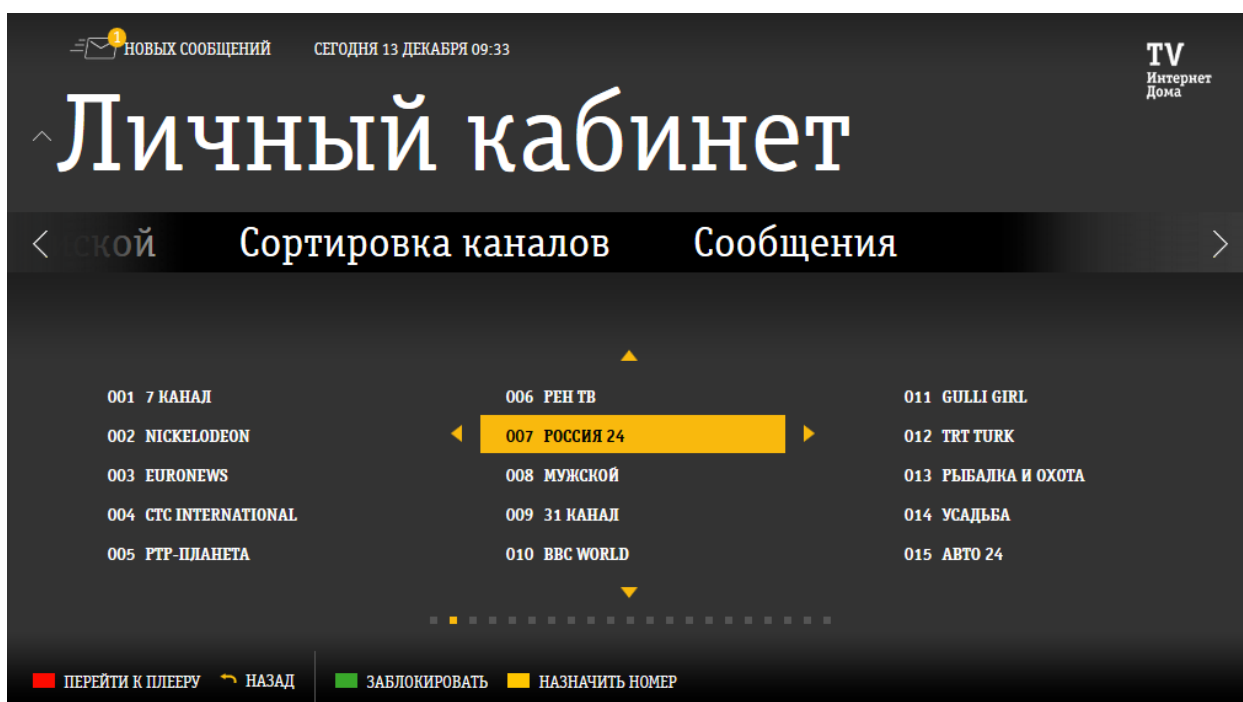 1
НОВЫХ СООБЩЕНИЙ СЕГОДНЯ 13 ДЕКАБРЯ 09:33
TV
Интернет
Дома
Личный кабинет
ской Сортировка каналов Сообщения
001 7 КАНАЛ 006 РЕН ТВ 011 GULLI GIRL
002 NICKELODEON 007 РОССИЯ 24 012 TRT TURK
003 EURONEWS 008 МУЖСКОЙ 013 РЫБАЛКА И ОХОТА
004 СТС INTERNATIONAL 009 31 КАНАЛ 014 УСАДЬБА
005 РТР-ПЛАНЕТА 010 BBC WORLD 015 АВТО 24
ПЕРЕЙТИ К ПЛЕЕРУ НАЗАД ЗАБЛОКИРОВАТЬ НАЗНАЧИТЬ НОМЕР